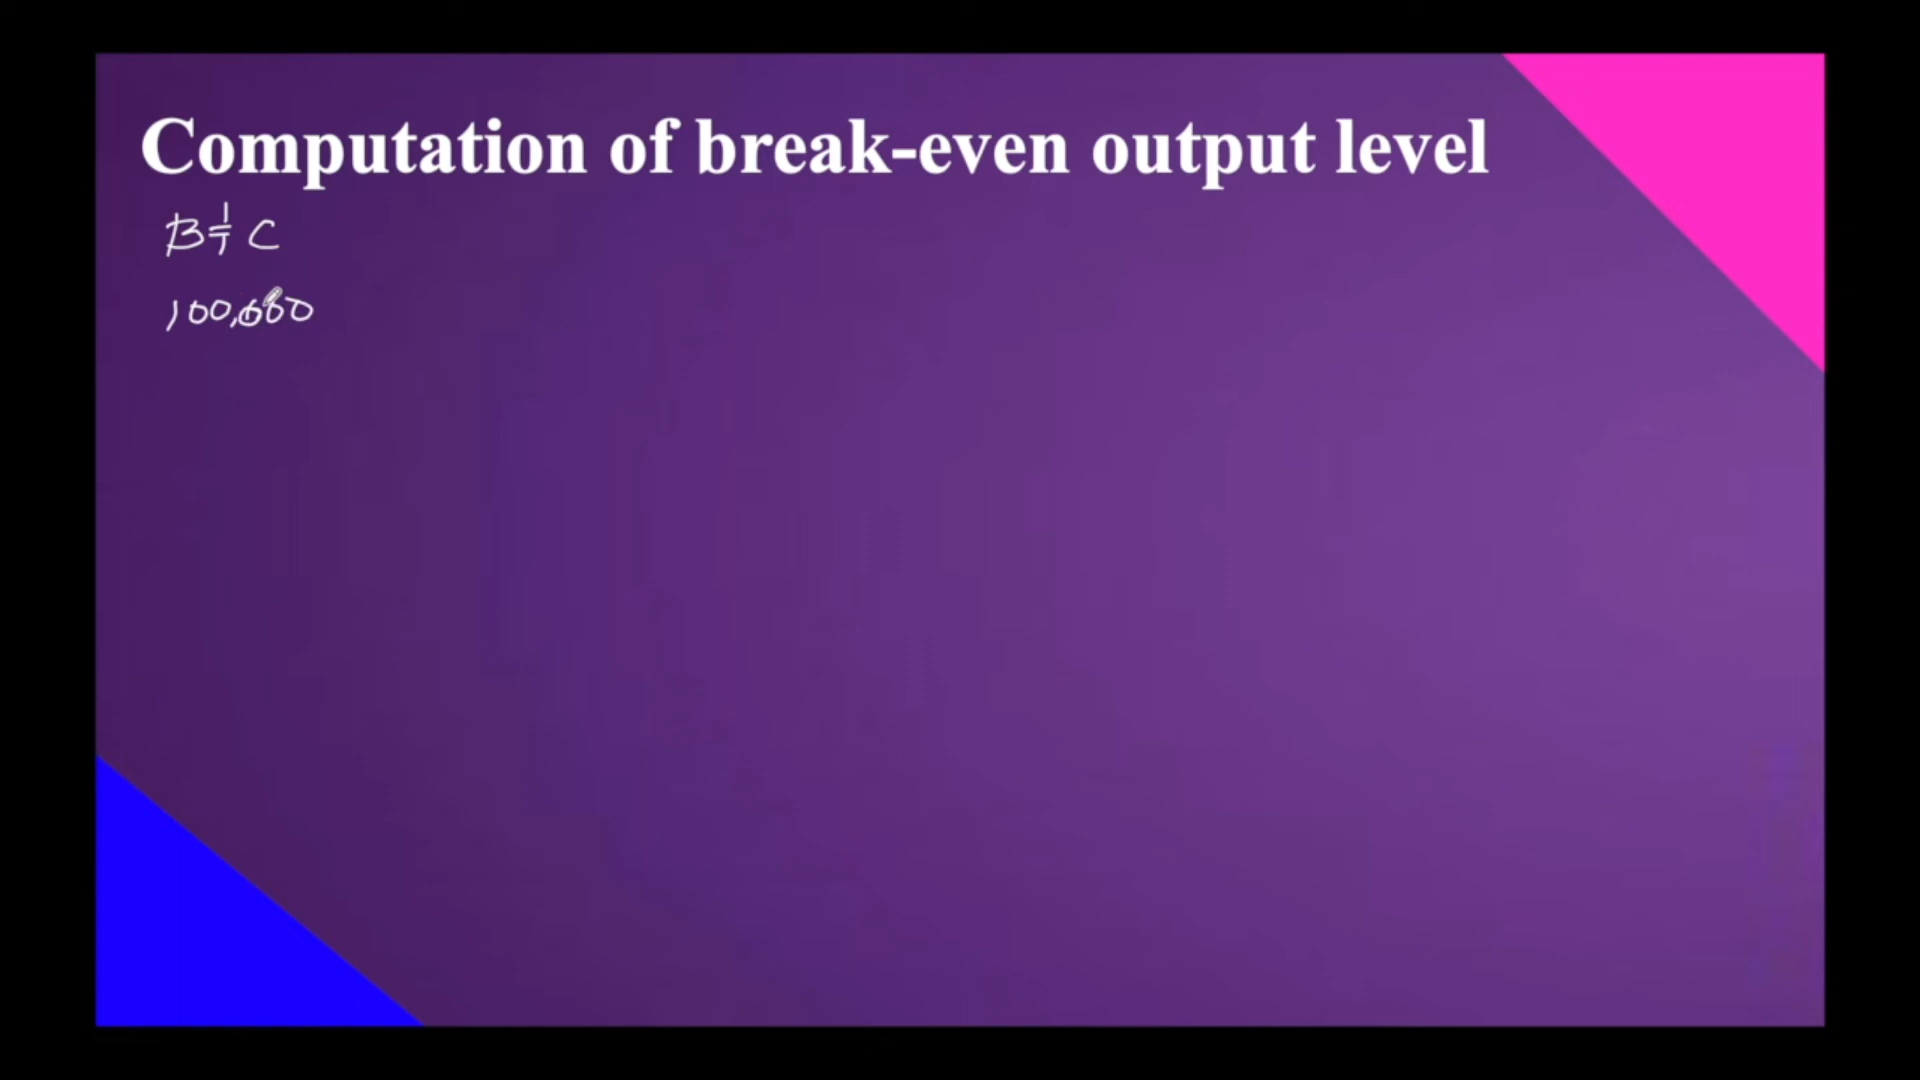 Computation of break-even output level
B = C
100,000